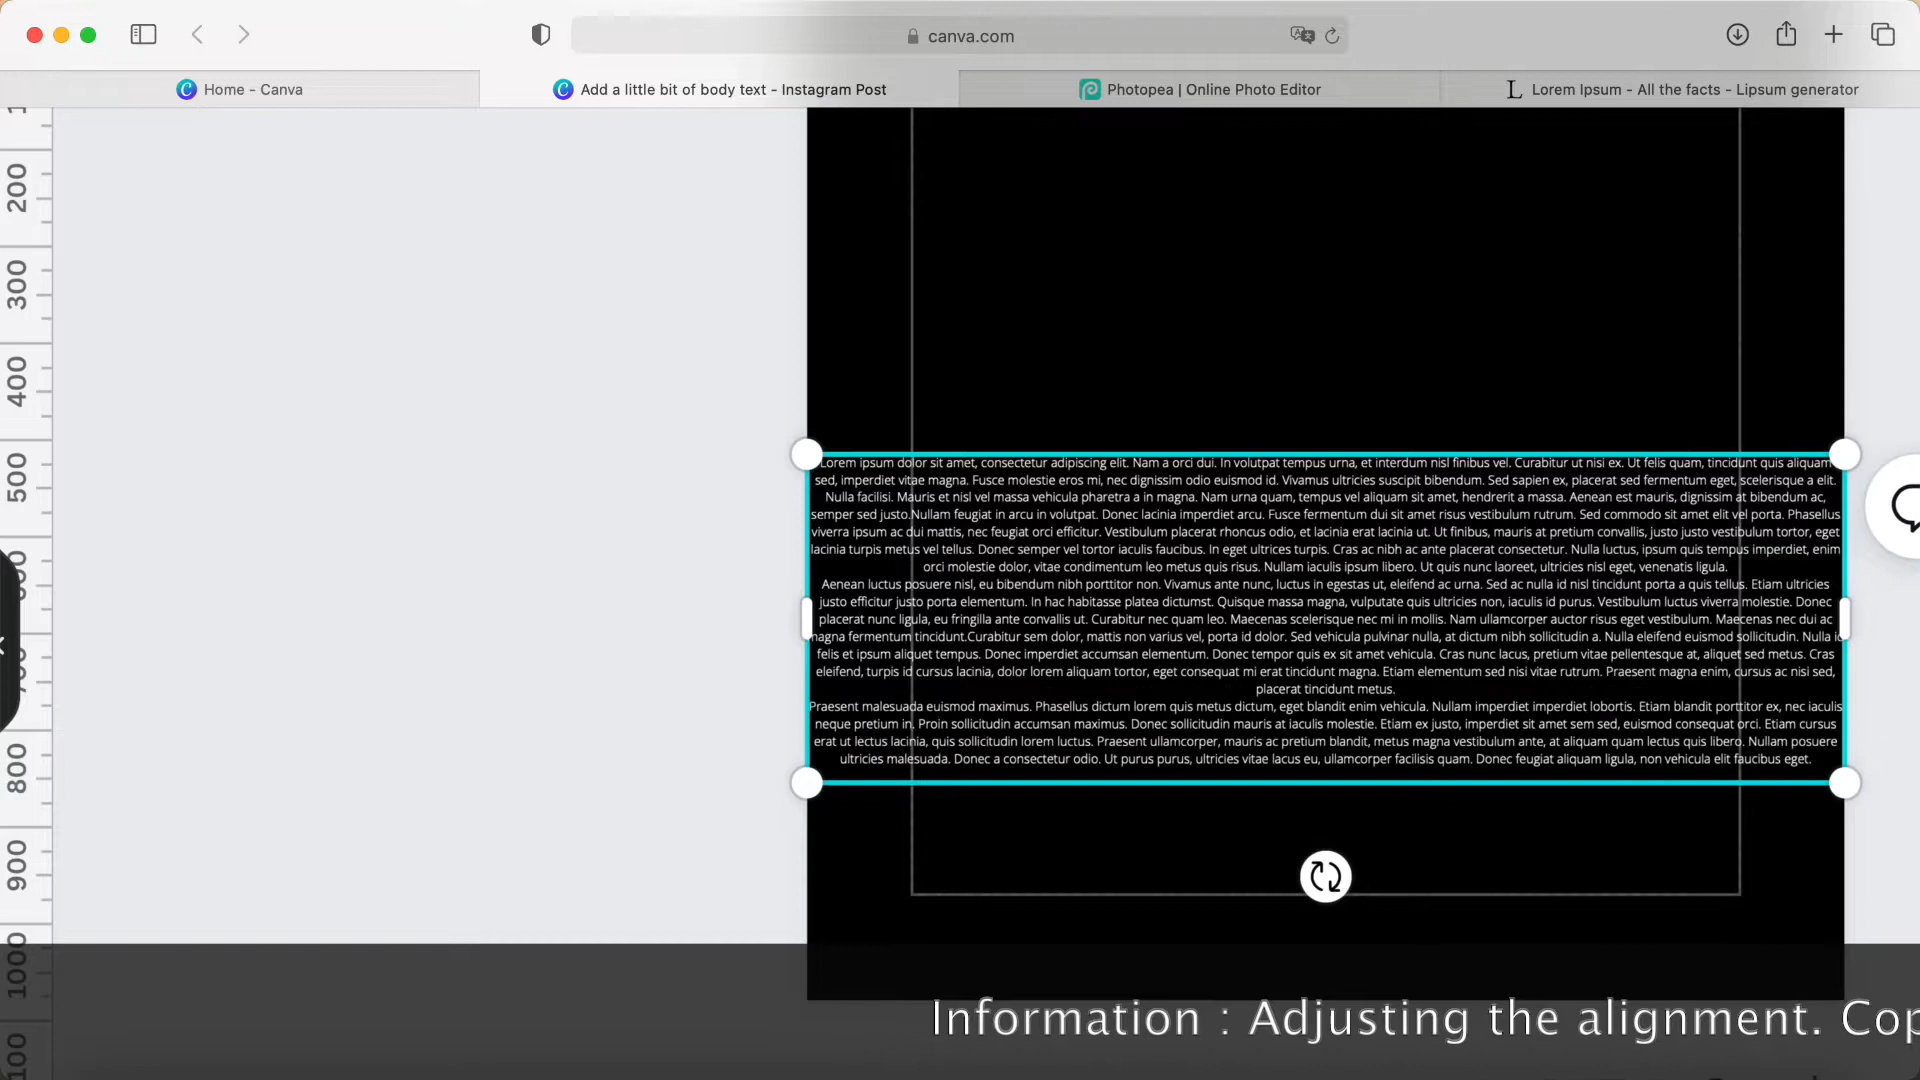 canva.com
Home - Canva
Add a little bit of body text - Instagram Post
Photopea | Online Photo Editor
Lorem Ipsum - All the facts - Lipsum generator
200
300
400
500
800
900
1000
Lorem ipsum dolor sit amet, consectetur adipiscing elit. Nam a orci dui. In volutpat tempus urna, et interdum nisl finibus vel. Curabitur ut nisi ex. Ut felis quam, tincidunt quis aliquam
sed, imperdiet vitae magna. Fusce molestie eros mi, nec dignissim odio euismod id. Vivamus ultricies suscipit bibendum. Sed sapien ex, placerat sed fermentum eget, scelerisque a elit.
Nulla facilisi. Mauris et nisl vel massa vehicula pharetra a in magna. Nam urna quam, tempus vel aliquam sit amet, hendrerit a massa. Aenean est mauris, dignissim at bibendum ac,
semper sed justo.Nullam feugiat in arcu in volutpat. Donec lacinia imperdiet arcu. Fusce fermentum dui sit amet risus vestibulum rutrum. Sed commodo sit amet elit vel porta. Phasellus
viverra ipsum ac dui mattis, nec feugiat orci efficitur. Vestibulum placerat rhoncus odio, et lacinia erat lacinia ut. Ut finibus, mauris at pretium convallis, justo justo vestibulum tortor, eget
lacinia turpis metus vel tellus. Donec semper vel tortor iaculis faucibus. In eget ultrices turpis. Cras ac nibh ac ante placerat consectetur. Nulla luctus, ipsum quis tempus imperdiet, enim
orci molestie dolor, vitae condimentum leo metus quis risus. Nullam iaculis ipsum libero. Ut quis nunc laoreet, ultricies nisl eget, venenatis ligula.
Aenean luctus posuere nisl, eu bibendum nibh porttitor non. Vivamus ante nunc, luctus in egestas ut, eleifend ac urna. Sed ac nulla id nisl tincidunt porta a quis tellus. Etiam ultricies
justo efficitur justo porta elementum. In hac habitasse platea dictumst. Quisque massa magna, vulputate quis ultricies non, iaculis id purus. Vestibulum luctus viverra molestie. Donec
placerat nunc ligula, eu fringilla ante convallis ut. Curabitur nec quam leo. Maecenas scelerisque nec mi in mollis. Nam ullamcorper auctor risus eget vestibulum. Maecenas nec dui ac
magna fermentum tincidunt.Curabitur sem dolor, mattis non varius vel, porta id dolor. Sed vehicula pulvinar nulla, at dictum nibh sollicitudin a. Nulla eleifend euismod sollicitudin. Nulla id
felis et ipsum aliquet tempus. Donec imperdiet accumsan elementum. Donec tempor quis ex sit amet vehicula. Cras nunc lacus, pretium vitae pellentesque at, aliquet sed metus. Cras
eleifend, turpis id cursus lacinia, dolor lorem aliquam tortor, eget consequat mi erat tincidunt magna. Etiam elementum sed nisi vitae rutrum. Praesent magna enim, cursus ac nisi sed,
placerat tincidunt metus.
Praesent malesuada euismod maximus. Phasellus dictum lorem quis metus dictum, eget blandit enim vehicula. Nullam imperdiet imperdiet lobortis. Etiam blandit porttitor ex, nec iaculis
neque pretium in. Proin sollicitudin accumsan maximus. Donec sollicitudin mauris at iaculis molestie. Etiam ex justo, imperdiet sit amet sem sed, euismod consequat orci. Etiam cursus
erat ut lectus lacinia, quis sollicitudin lorem luctus. Praesent ullamcorper, mauris ac pretium blandit, metus magna vestibulum ante, at aliquam quam lectus quis libero. Nullam posuere
ultricies malesuada. Donec a consectetur odio. Ut purus purus, ultricies vitae lacus eu, ullamcorper facilisis quam. Donec feugiat aliquam ligula, non vehicula elit faucibus eget.
Information : Adjusting the alignment. Cop